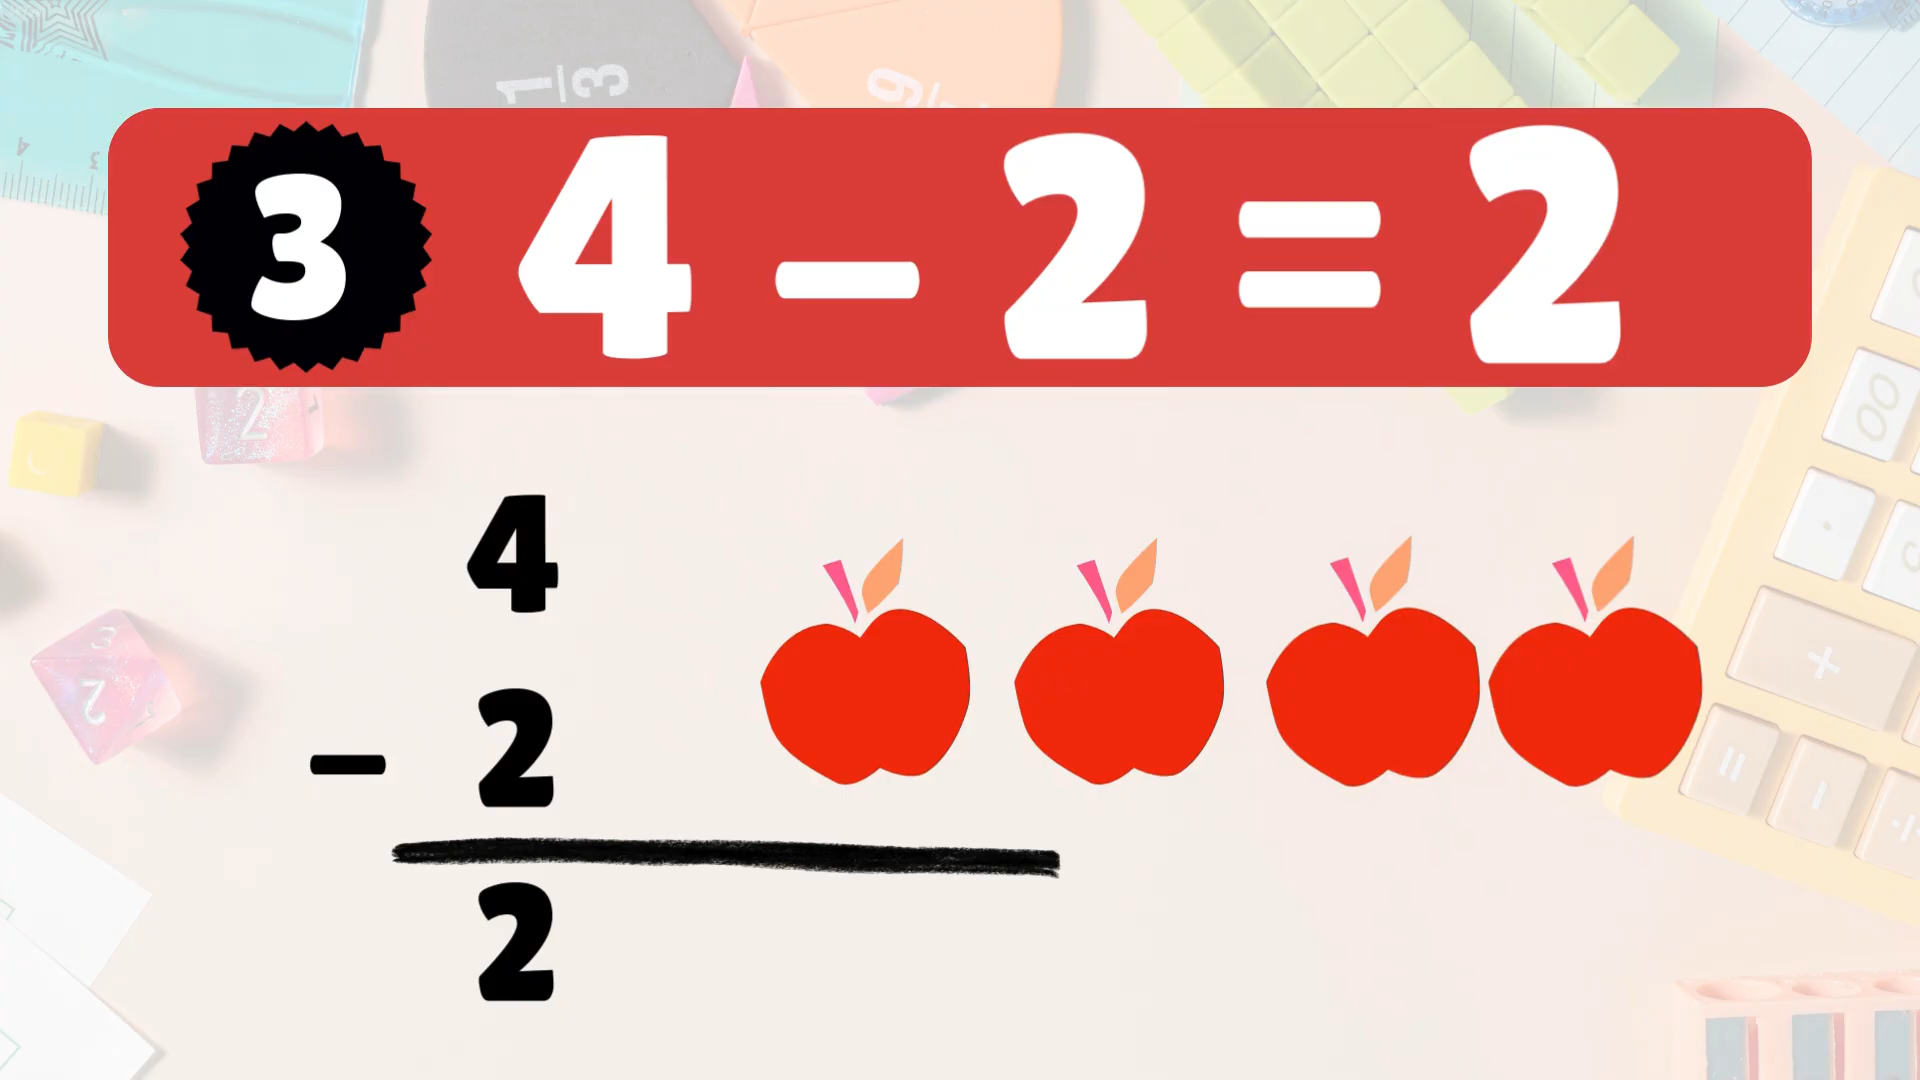 3 4 – 2 = 2
4
– 2
2